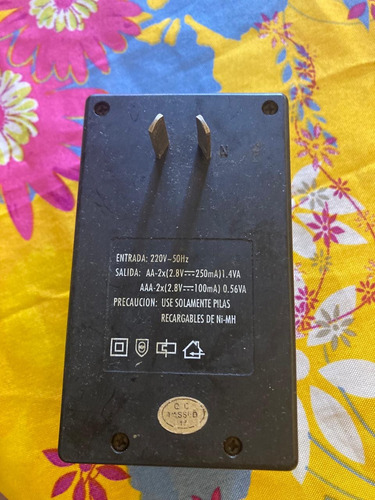 N
ENTRADA: 220V~50Hz
SALIDA: AA-2x(2.8V⎓250mA)1.4VA
AAA-2x(2.8V⎓100mA) 0.56VA
PRECAUCION: USE SOLAMENTE PILAS
RECARGABLES DE Ni-MH
Q C
PASSED